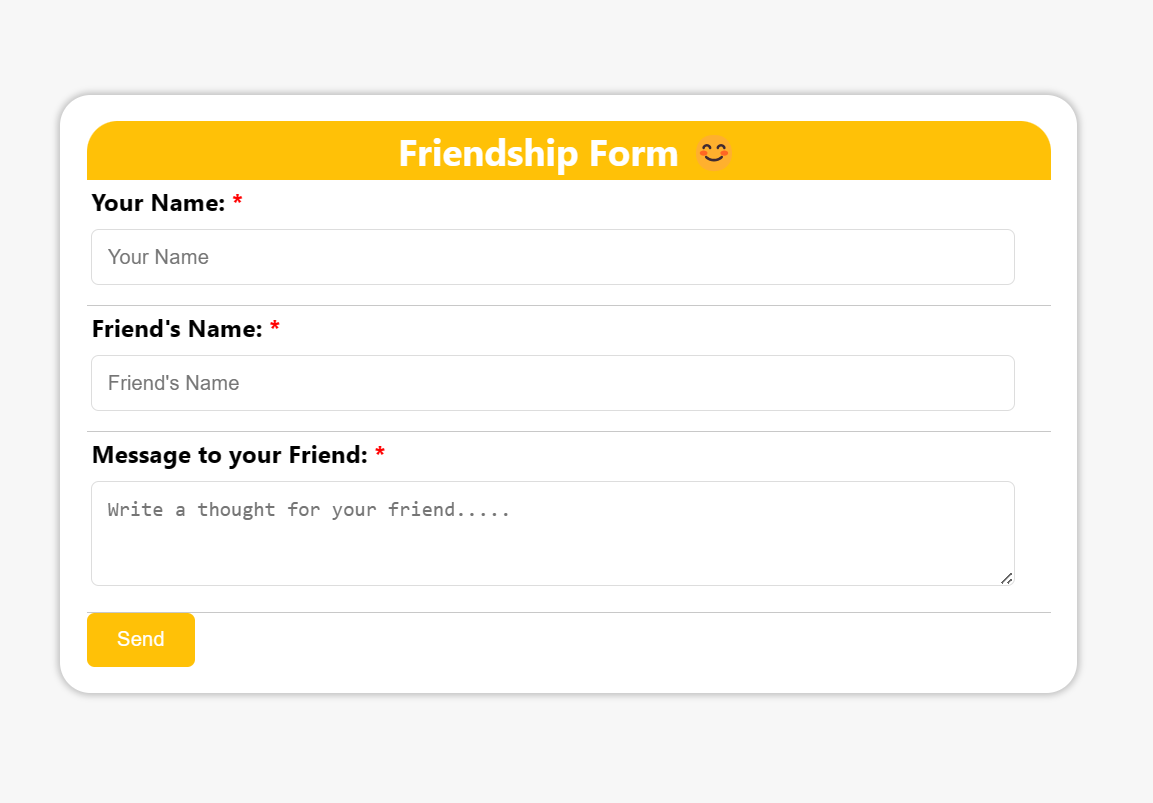 Friendship Form 😊
Your Name: *
Your Name
Friend's Name: *
Friend's Name
Message to your Friend: *
Write a thought for your friend.....
Send